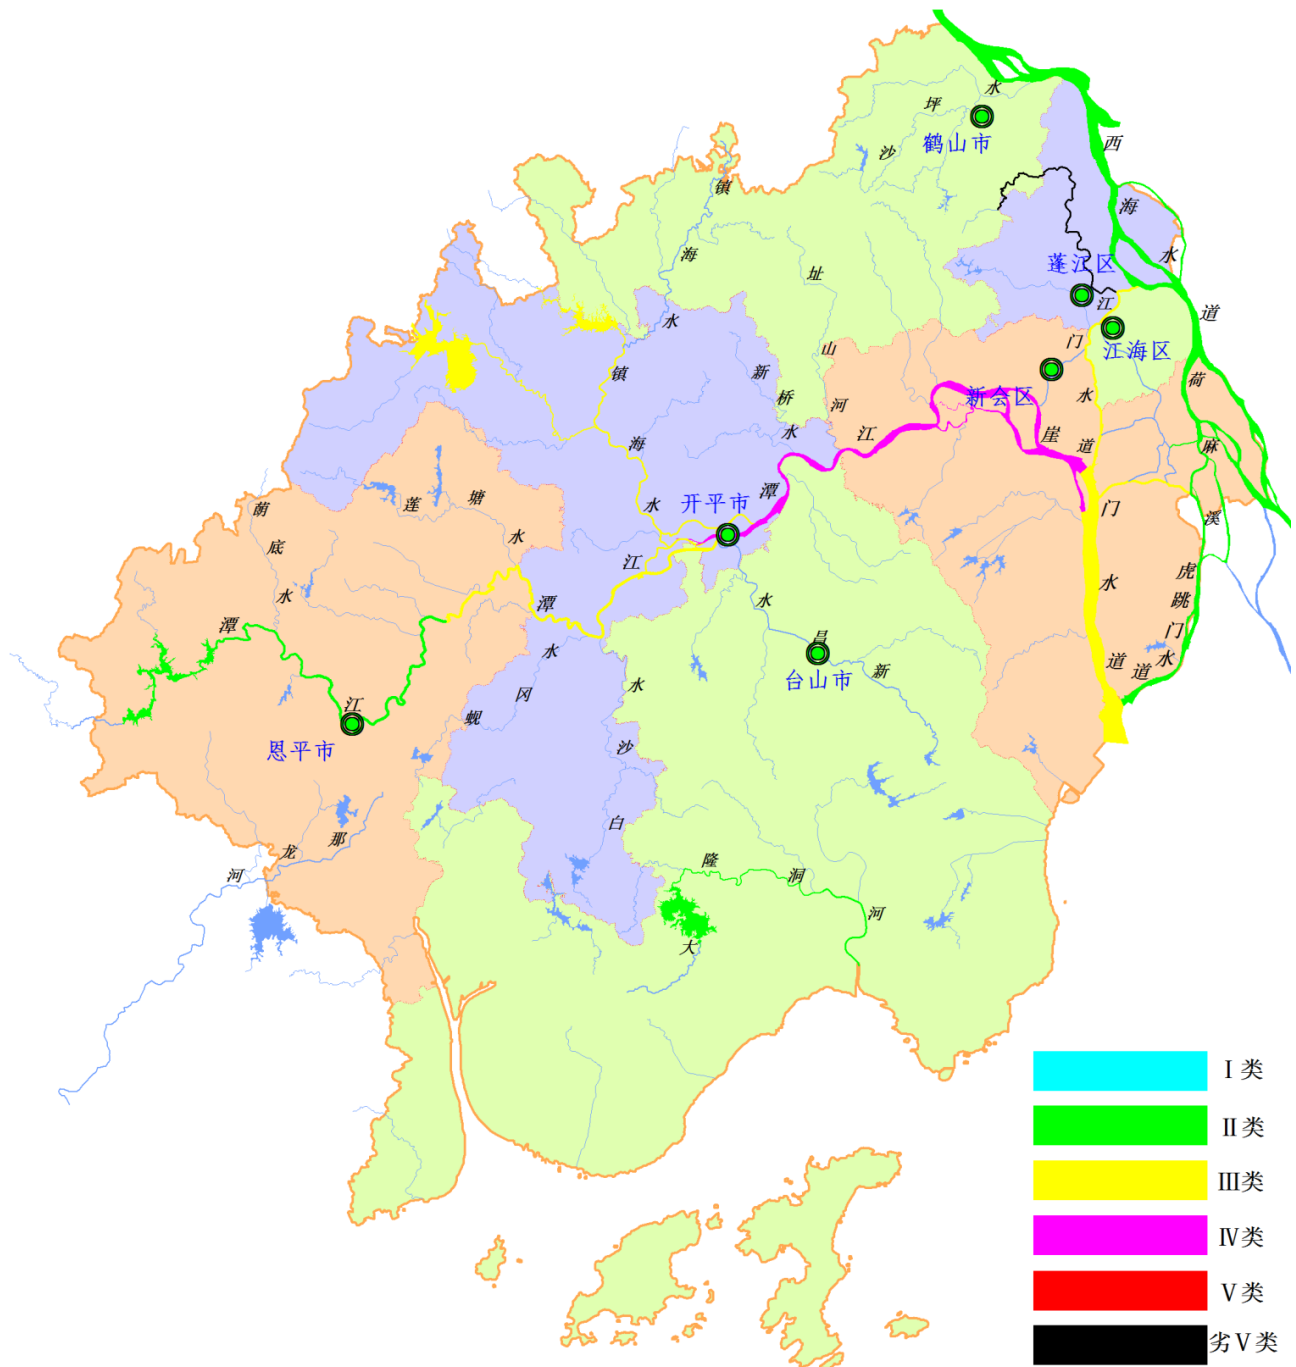 鹤山市
沙坪水
西海水道
蓬江区
江海区
江门水道
新会区
荷麻溪
虎跳门水道
崖门水道
镇海水
镇海水
址山河
新桥水
潭江
开平市
莲塘水
蓢底水
潭江
潭江
恩平市
蚬冈水
白沙水
新昌水
台山市
那龙河
大隆洞河
Ⅰ类
Ⅱ类
Ⅲ类
Ⅳ类
Ⅴ类
劣Ⅴ类